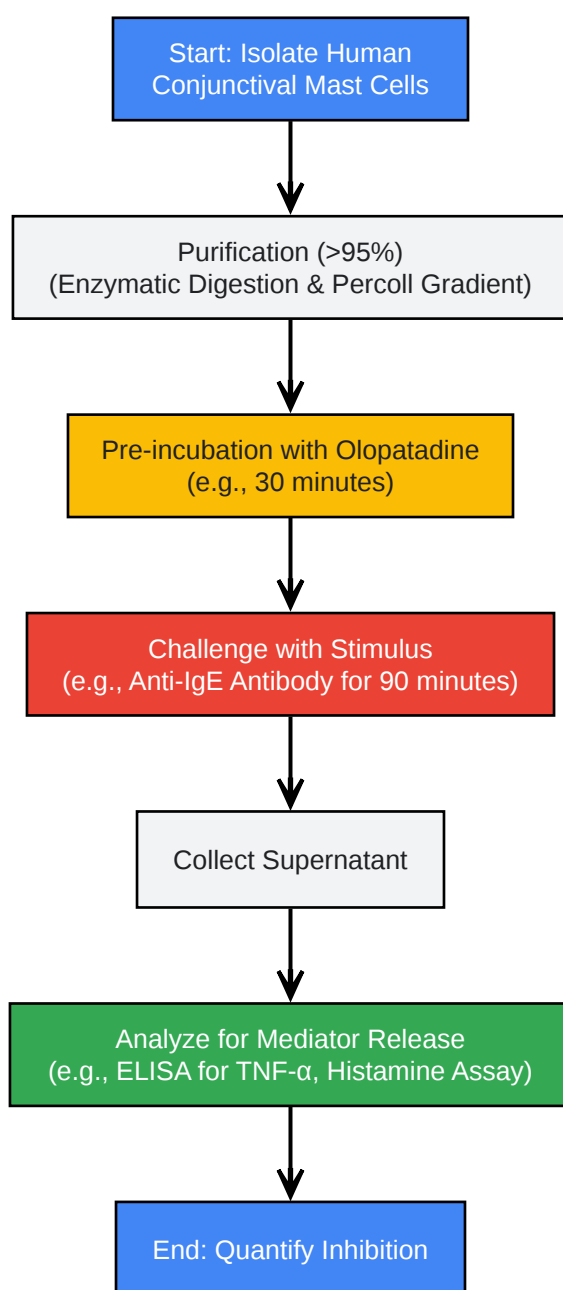 Start: Isolate Human
Conjunctival Mast Cells
Purification (>95%)
(Enzymatic Digestion & Percoll Gradient)
Pre-incubation with Olopatadine
(e.g., 30 minutes)
Challenge with Stimulus
(e.g., Anti-IgE Antibody for 90 minutes)
Collect Supernatant
Analyze for Mediator Release
(e.g., ELISA for TNF-α, Histamine Assay)
End: Quantify Inhibition